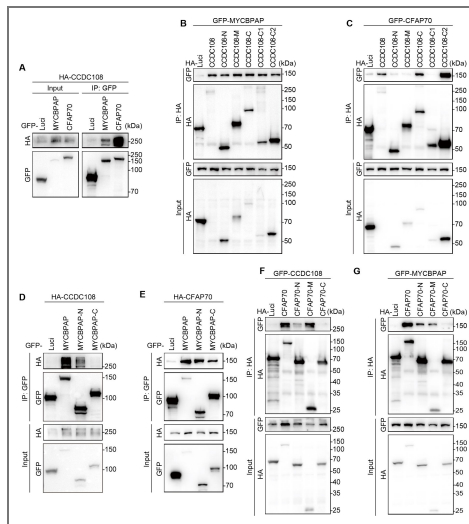 A
HA-CCDC108
Input IP: GFP
GFP- Luci MYCBPAP CFAP70 Luci MYCBPAP CFAP70 (kDa)
HA 250
GFP 250
150
100
70
B
GFP-MYCBPAP
HA- Luci CCDC108 CCDC108-N CCDC108-M CCDC108-C CCDC108-C1 CCDC108-C2 (kDa)
IP: HA
GFP 150
HA 100
70
50
Input
GFP 150
HA 100
70
50
C
GFP-CFAP70
HA- Luci CCDC108 CCDC108-N CCDC108-M CCDC108-C CCDC108-C1 CCDC108-C2 (kDa)
IP: HA
GFP 150
HA 100
70
50
Input
GFP 150
HA 100
70
50
D
HA-CCDC108
GFP- Luci MYCBPAP MYCBPAP-N MYCBPAP-C (kDa)
IP: GFP
HA 250
GFP 150
100
Input
HA 250
GFP 100
E
HA-CFAP70
GFP- Luci MYCBPAP MYCBPAP-N MYCBPAP-C (kDa)
IP: GFP
HA 150
GFP 150
100
70
Input
HA 150
GFP 150
100
70
F
GFP-CCDC108
HA- Luci CFAP70 CFAP70-N CFAP70-M CFAP70-C (kDa)
IP: HA
GFP 250
HA 150
100
70
50
40
35
25
Input
GFP 250
HA 150
100
70
50
40
35
25
G
GFP-MYCBPAP
HA- Luci CFAP70 CFAP70-N CFAP70-M CFAP70-C (kDa)
IP: HA
GFP 150
HA 150
100
70
50
40
35
25
Input
GFP 150
HA 150
100
70
50
40
35
25